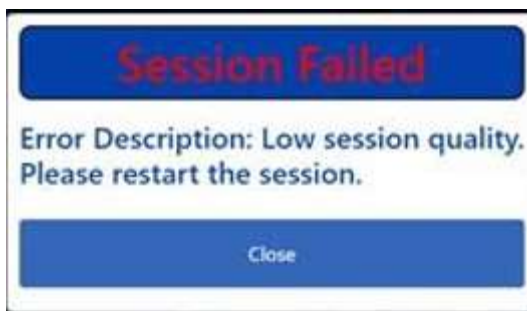 Session Failed
Error Description: Low session quality.
Please restart the session.
Close